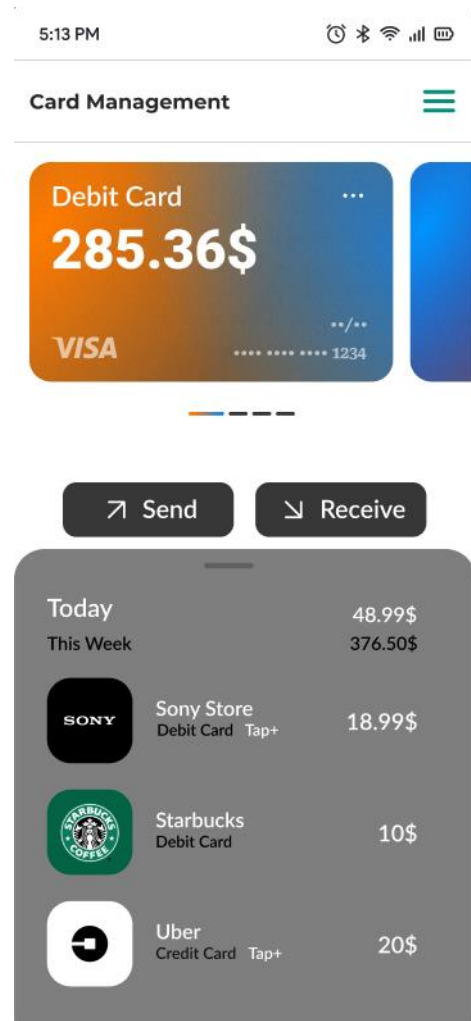 5:13 PM
Card Management
Debit Card ...
285.36$
••/••
VISA •••• •••• •••• 1234
Send Receive
Today 48.99$
This Week 376.50$
SONY
Sony Store
Debit Card Tap+
18.99$
STARBUCKS COFFEE
Starbucks
Debit Card
10$
Uber
Credit Card Tap+
20$